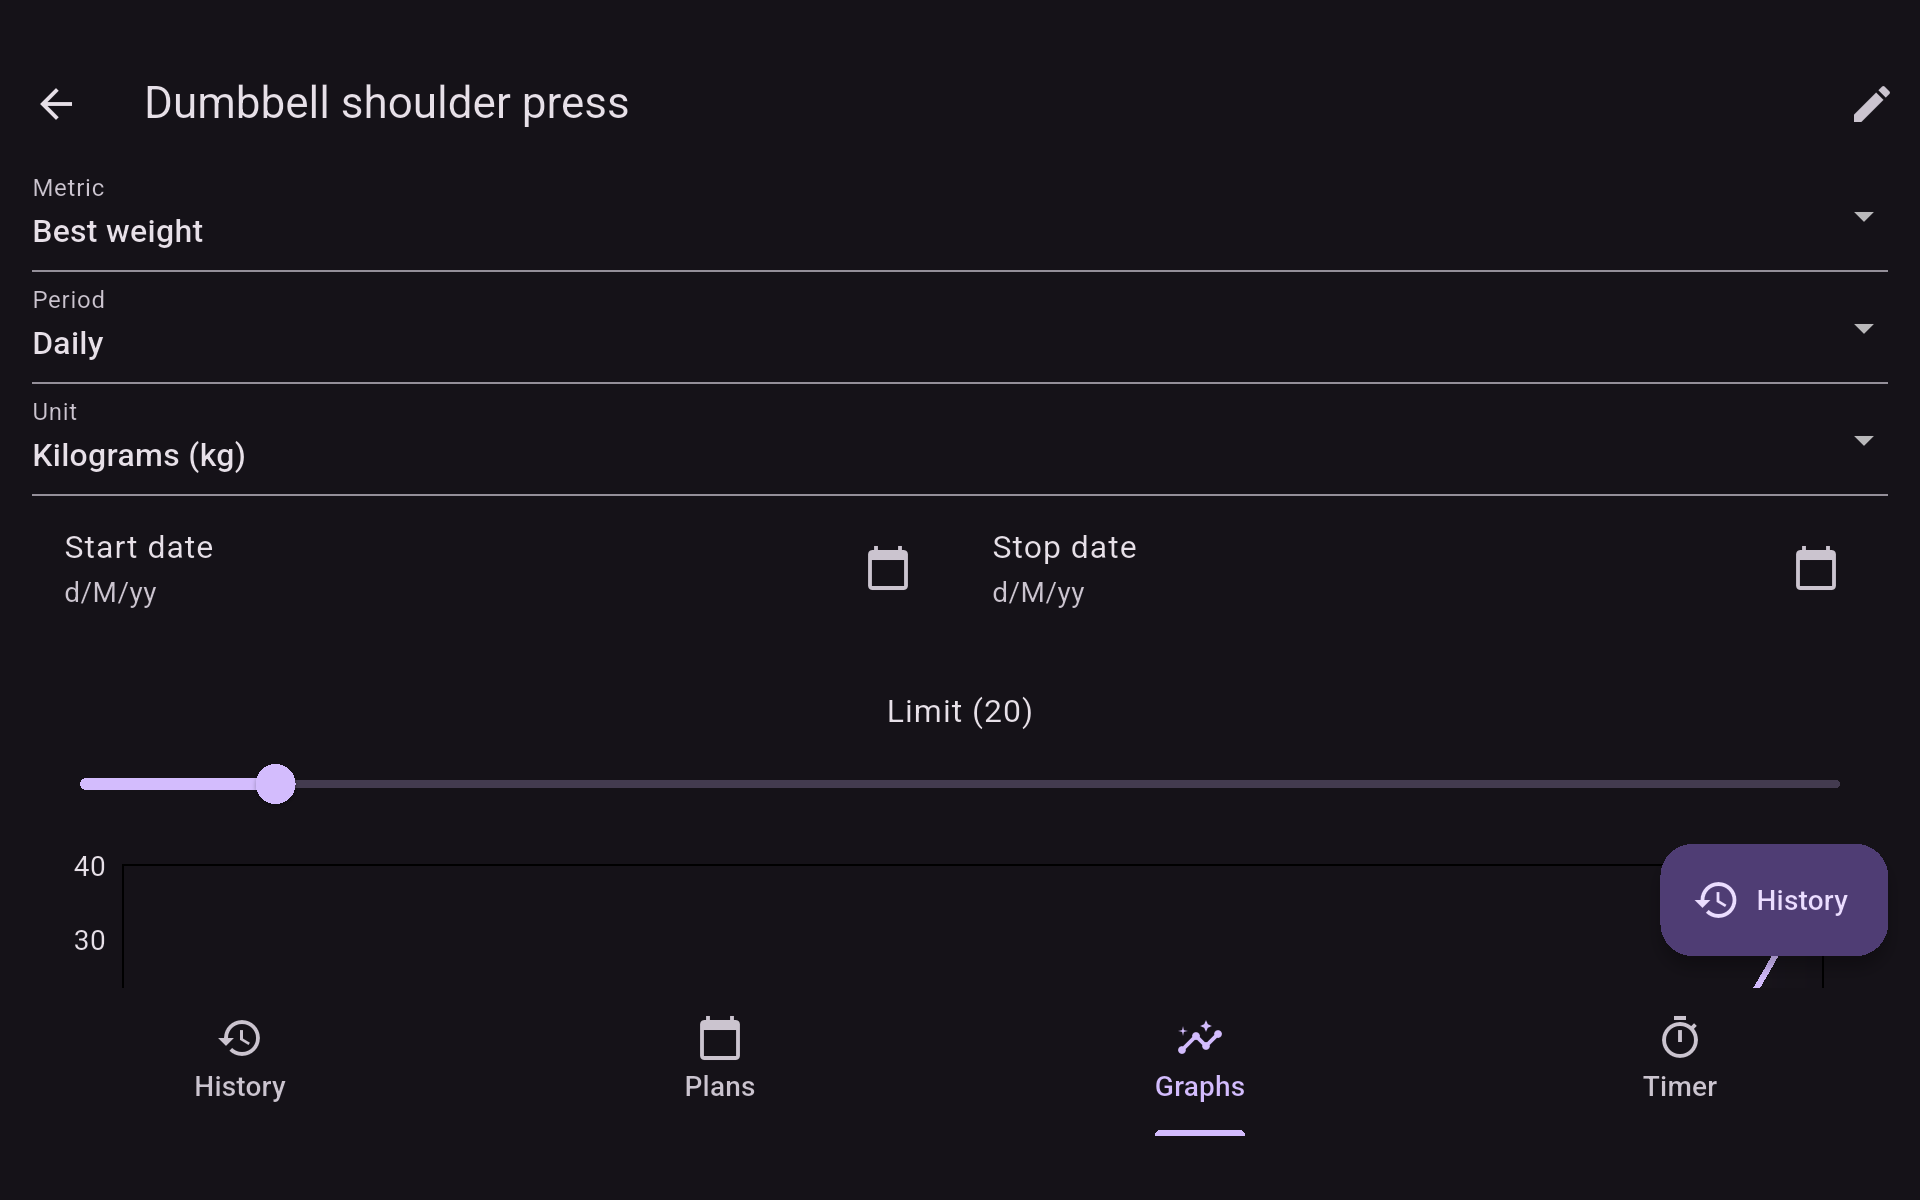 Dumbbell shoulder press
Metric
Best weight
Period
Daily
Unit
Kilograms (kg)
Start date
d/M/yy
Stop date
d/M/yy
Limit (20)
40
30
History
History
Plans
Graphs
Timer